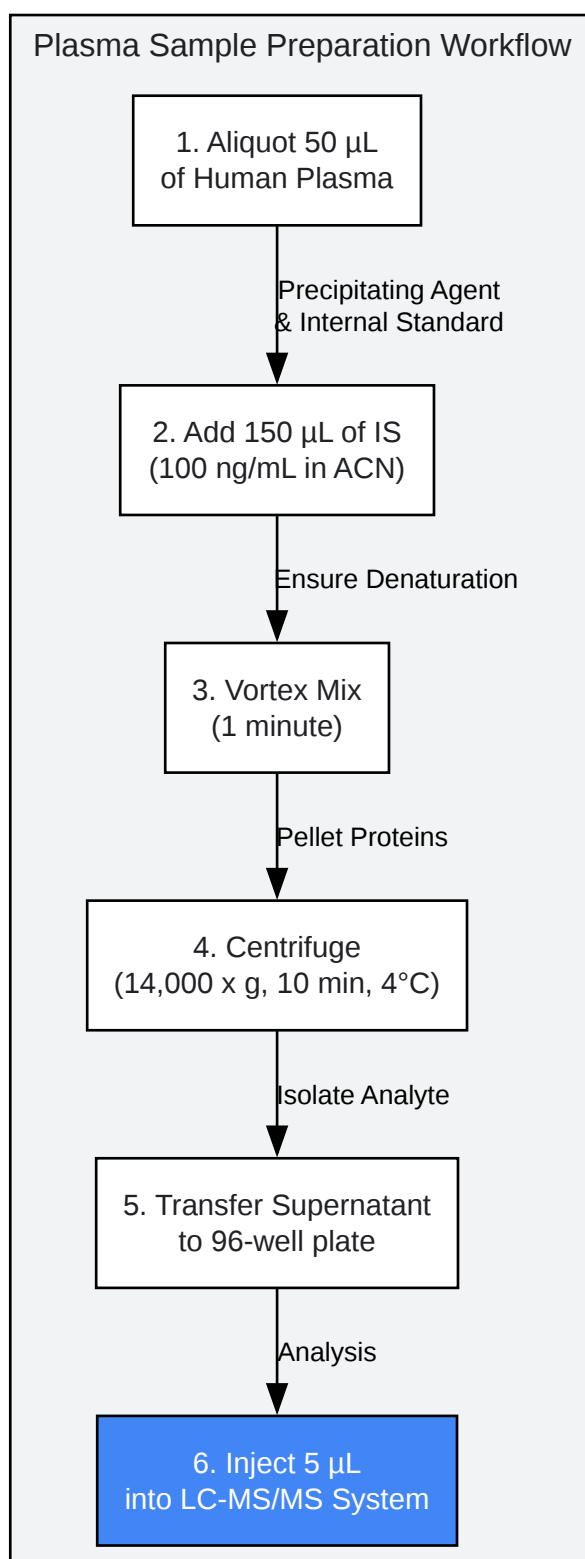 Plasma Sample Preparation Workflow
1. Aliquot 50 µL
of Human Plasma
Precipitating Agent
& Internal Standard
2. Add 150 µL of IS
(100 ng/mL in ACN)
Ensure Denaturation
3. Vortex Mix
(1 minute)
Pellet Proteins
4. Centrifuge
(14,000 x g, 10 min, 4°C)
Isolate Analyte
5. Transfer Supernatant
to 96-well plate
Analysis
6. Inject 5 µL
into LC-MS/MS System